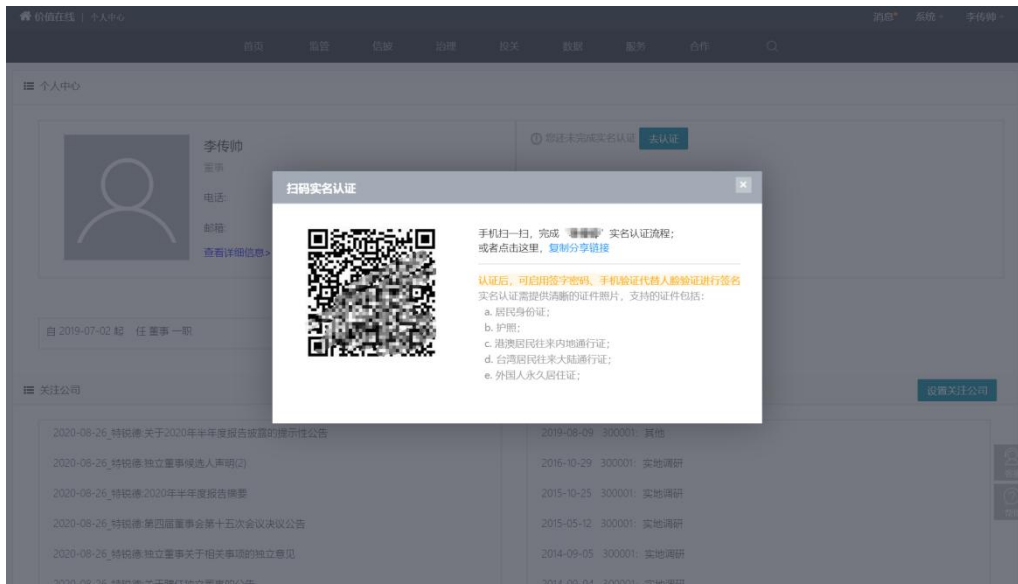 价值在线 | 个人中心
消息 系统 李传帅
首页 监管 信披 治理 投关 数据 服务 合作
个人中心
李传帅
董事
电话:
邮箱:
查看详细信息>
您还未完成实名认证 去认证
扫码实名认证
手机扫一扫，完成“ ”实名认证流程；
或者点击这里，复制分享链接
认证后，可启用签字密码、手机验证代替人脸验证进行签名
实名认证需提供清晰的证件照片，支持的证件包括：
a. 居民身份证；
b. 护照；
c. 港澳居民往来内地通行证；
d. 台湾居民往来大陆通行证；
e. 外国人永久居住证；
自 2019-07-02 起 任 董事 一职
关注公司
设置关注公司
2020-08-26_特锐德:关于2020年半年度报告披露的提示性公告
2019-08-09 300001: 其他
2020-08-26_特锐德:独立董事候选人声明(2)
2016-10-29 300001: 实地调研
2020-08-26_特锐德:2020年半年度报告摘要
2015-10-25 300001: 实地调研
2020-08-26_特锐德:第四届董事会第十五次会议决议公告
2015-05-12 300001: 实地调研
2020-08-26_特锐德:独立董事关于相关事项的独立意见
2014-09-05 300001: 实地调研